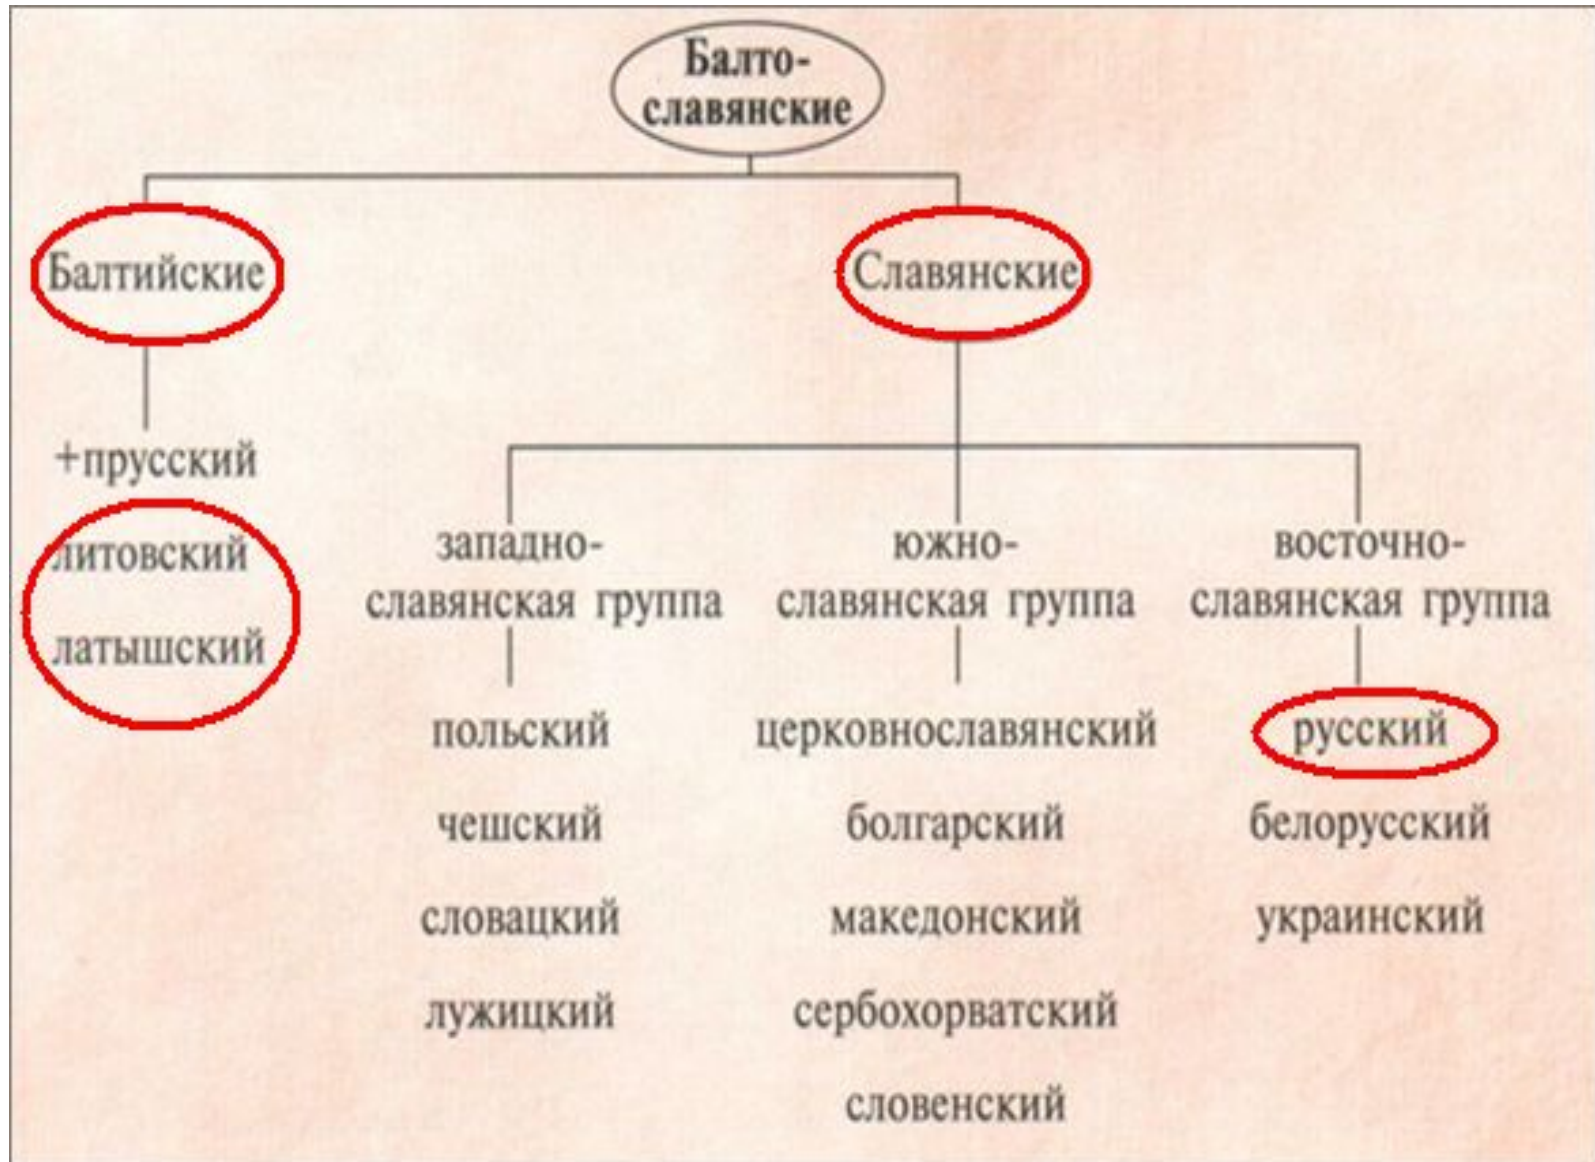 Балто-
славянские
Балтийские
Славянские
+прусский
литовский
латышский
западно-
славянская группа
польский
чешский
словацкий
лужицкий
южно-
славянская группа
церковнославянский
болгарский
македонский
сербохорватский
словенский
восточно-
славянская группа
русский
белорусский
украинский